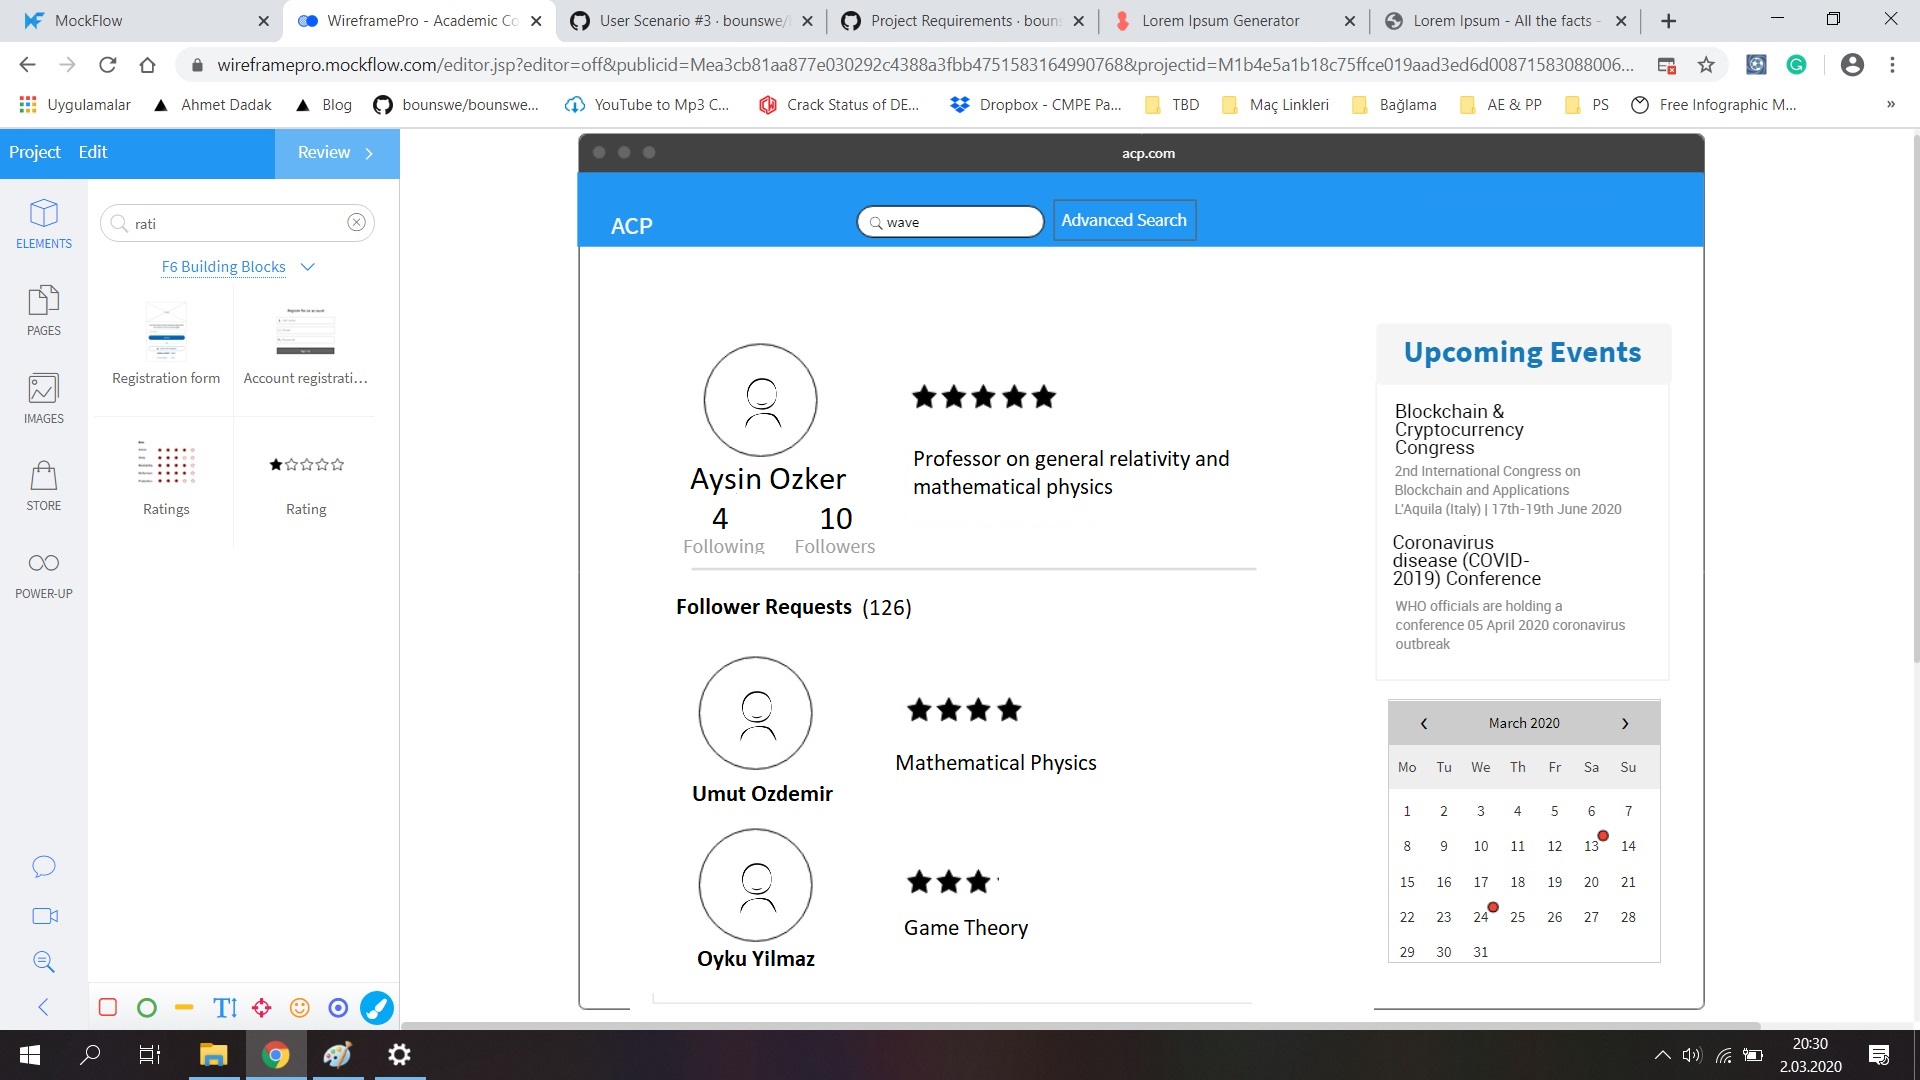 MockFlow
WireframePro - Academic Co
User Scenario #3 · bounswe/
Project Requirements · boun
Lorem Ipsum Generator
Lorem Ipsum - All the facts -
wireframepro.mockflow.com/editor.jsp?editor=off&publicid=Mea3cb81aa877e030292c4388a3fbb4751583164990768&projectid=M1b4e5a1b18c75ffce019aad3ed6d00871583088006...
Uygulamalar
Ahmet Dadak
Blog
bounswe/bounswe...
YouTube to Mp3 C...
Crack Status of DE...
Dropbox - CMPE Pa...
TBD
Maç Linkleri
Bağlama
AE & PP
PS
Free Infographic M...
»
Project
Edit
Review
ELEMENTS
PAGES
IMAGES
STORE
POWER-UP
rati
F6 Building Blocks
Registration form
Account registrati...
Ratings
Rating
acp.com
ACP
wave
Advanced Search
Aysin Ozker
4
10
Following
Followers
Professor on general relativity and
mathematical physics
Follower Requests (126)
Mathematical Physics
Umut Ozdemir
Game Theory
Oyku Yilmaz
Upcoming Events
Blockchain &
Cryptocurrency
Congress
2nd International Congress on
Blockchain and Applications
L'Aquila (Italy) | 17th-19th June 2020
Coronavirus
disease (COVID-
2019) Conference
WHO officials are holding a
conference 05 April 2020 coronavirus
outbreak
March 2020
Mo Tu We Th Fr Sa Su
1 2 3 4 5 6 7
8 9 10 11 12 13 14
15 16 17 18 19 20 21
22 23 24 25 26 27 28
29 30 31
20:30
2.03.2020